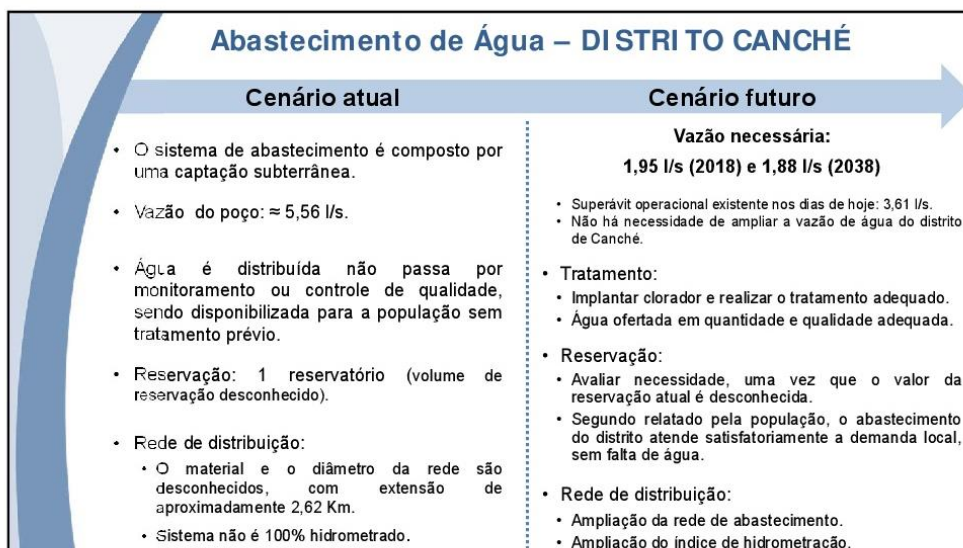 Abastecimento de Água – DISTRITO CANCHÉ
Cenário atual
• O sistema de abastecimento é composto por
uma captação subterrânea.
• Vazão do poço: ≈ 5,56 l/s.
• Água é distribuída não passa por
monitoramento ou controle de qualidade,
sendo disponibilizada para a população sem
tratamento prévio.
• Reservação: 1 reservatório (volume de
reservação desconhecido).
• Rede de distribuição:
• O material e o diâmetro da rede são
desconhecidos, com extensão de
aproximadamente 2,62 Km.
• Sistema não é 100% hidrometrado.
Cenário futuro
Vazão necessária:
1,95 l/s (2018) e 1,88 l/s (2038)
• Superávit operacional existente nos dias de hoje: 3,61 l/s.
• Não há necessidade de ampliar a vazão de água do distrito
de Canché.
• Tratamento:
• Implantar clorador e realizar o tratamento adequado.
• Água ofertada em quantidade e qualidade adequada.
• Reservação:
• Avaliar necessidade, uma vez que o valor da
reservação atual é desconhecida.
• Segundo relatado pela população, o abastecimento
do distrito atende satisfatoriamente a demanda local,
sem falta de água.
• Rede de distribuição:
• Ampliação da rede de abastecimento.
• Ampliação do índice de hidrometração.